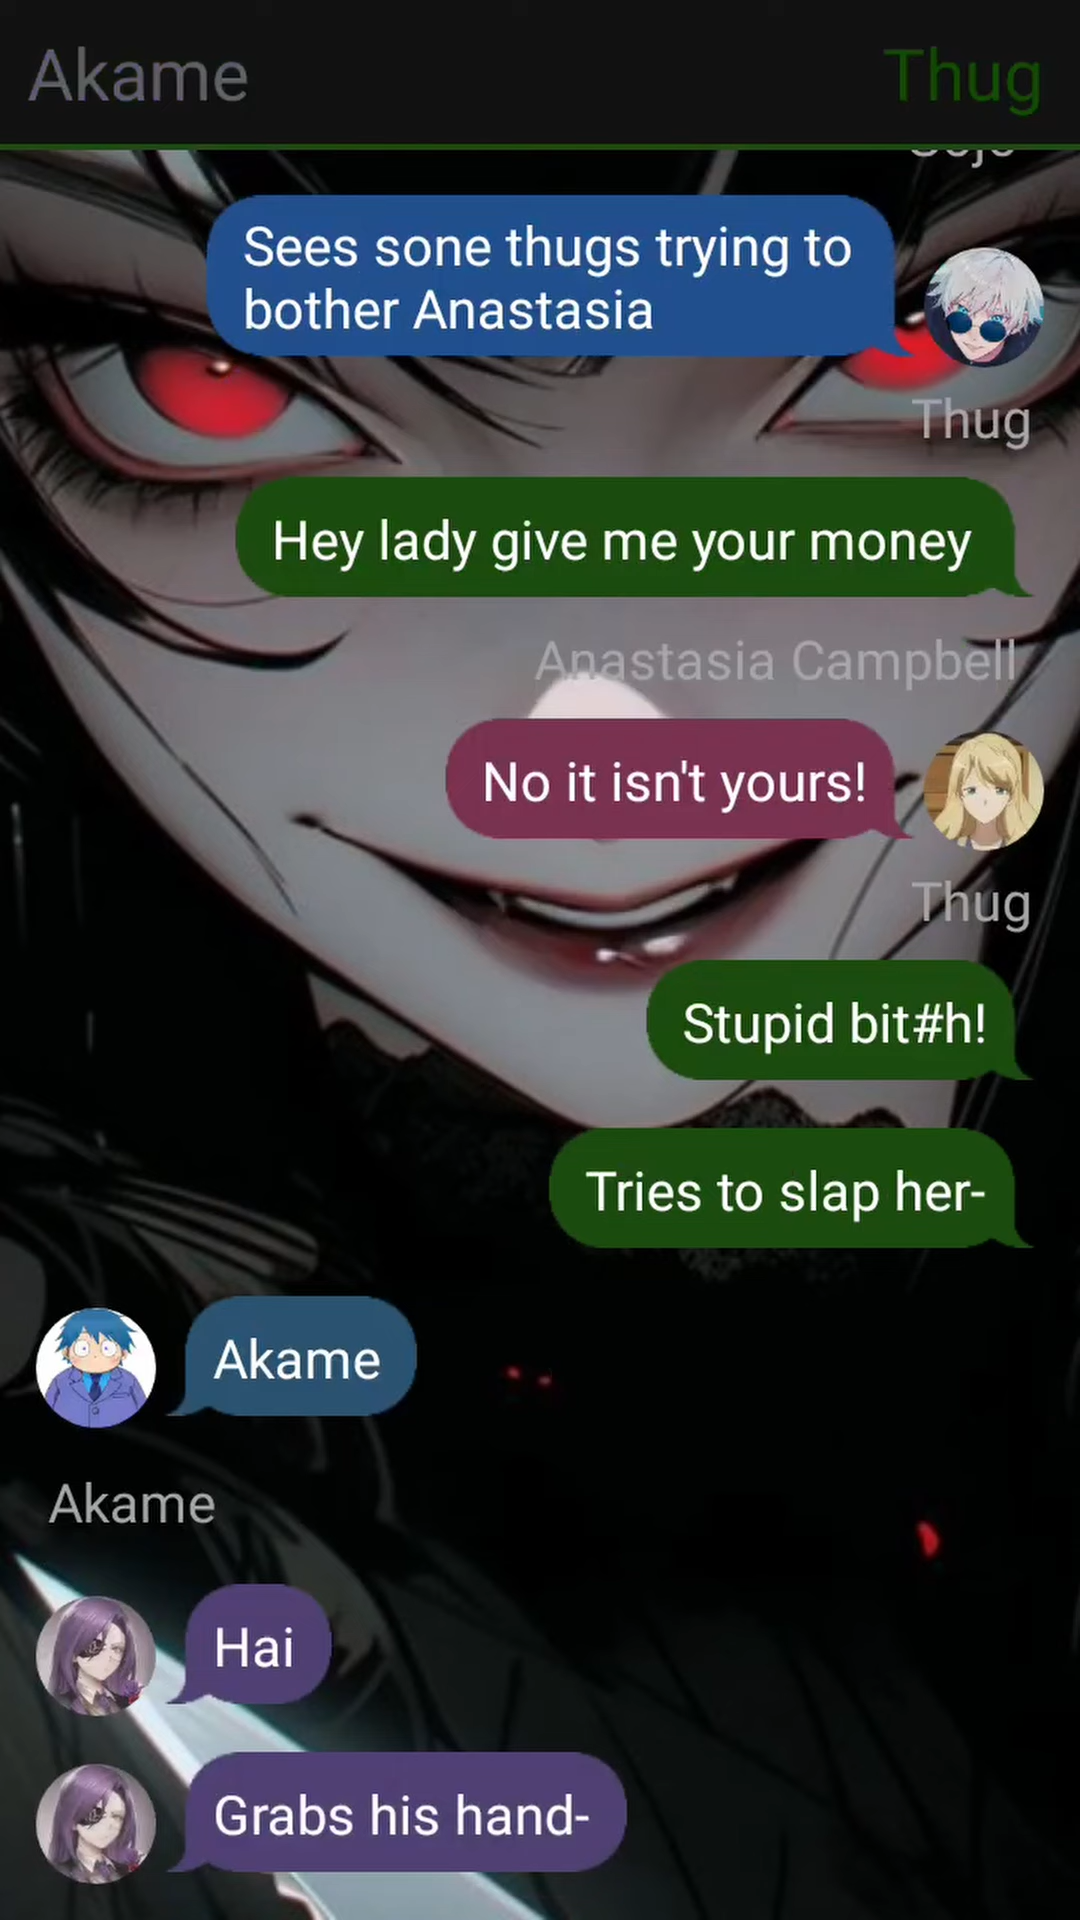 Akame
Thug
Gojo
Sees sone thugs trying to
bother Anastasia
Thug
Hey lady give me your money
Anastasia Campbell
No it isn't yours!
Thug
Stupid bit#h!
Tries to slap her-
Akame
Akame
Hai
Grabs his hand-